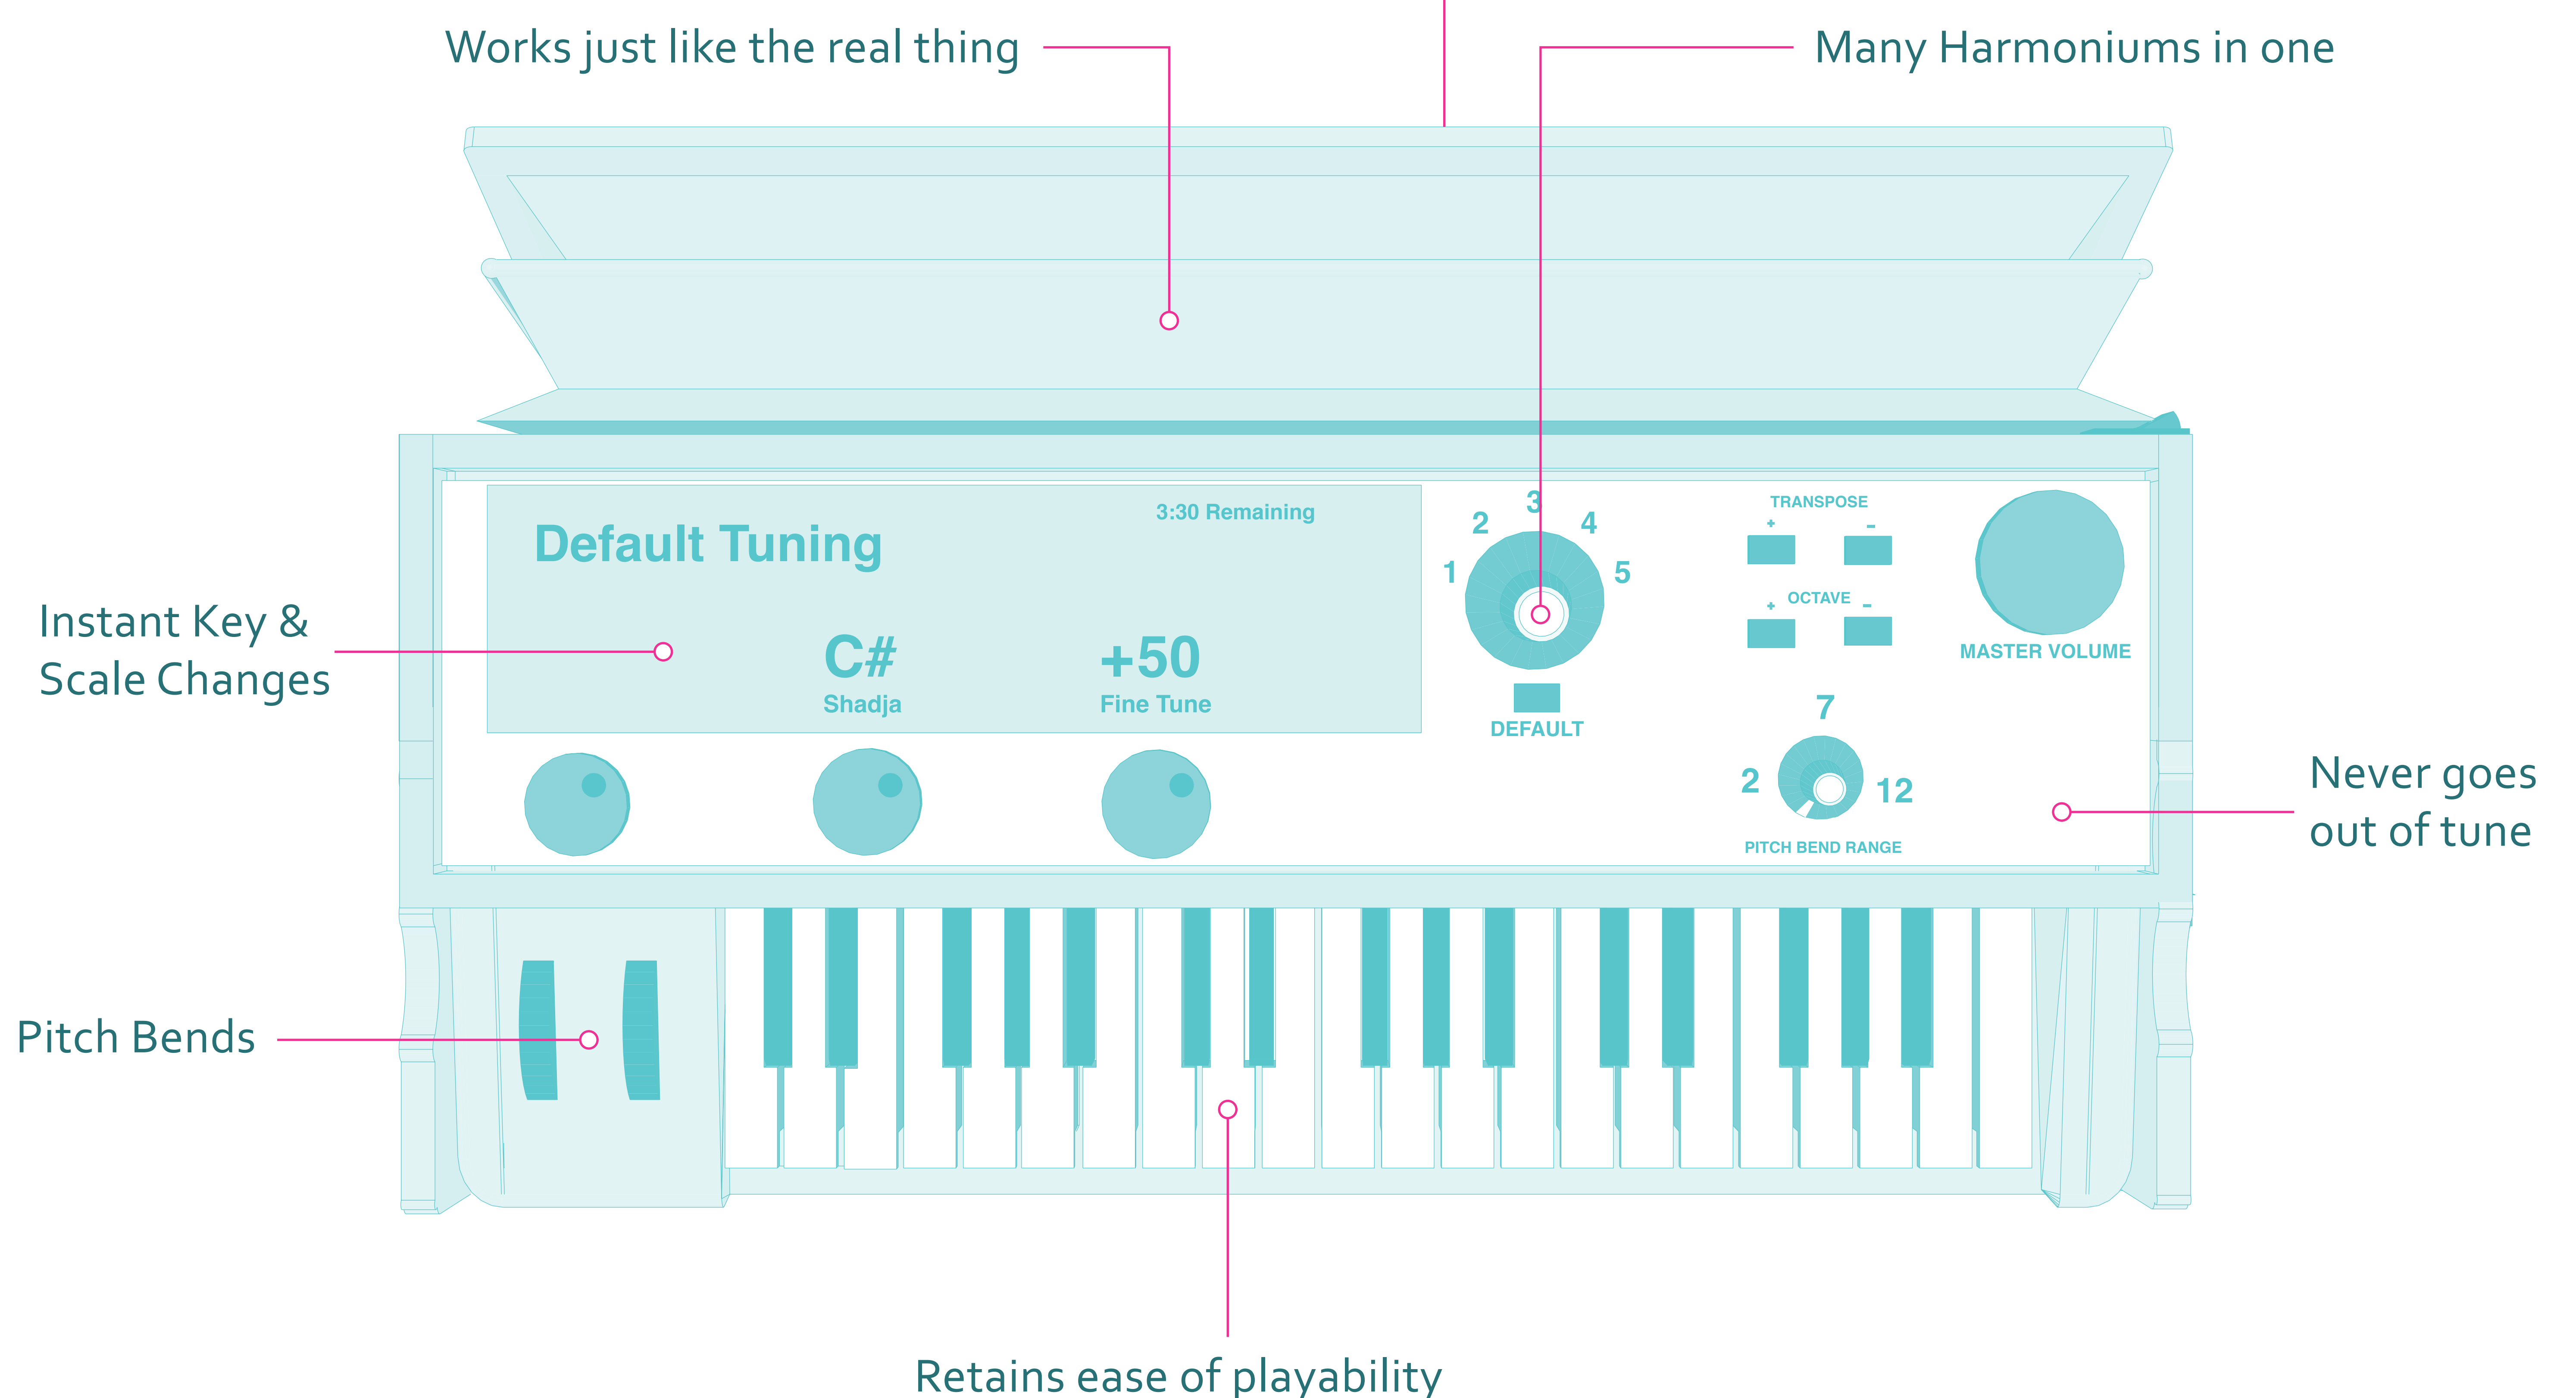 Works just like the real thing
Many Harmoniums in one
3:30 Remaining
Default Tuning
C#
Shadja
+50
Fine Tune
1
2
3
4
5
DEFAULT
TRANSPOSE
+ -
OCTAVE
+ -
MASTER VOLUME
7
2
12
PITCH BEND RANGE
Instant Key &
Scale Changes
Never goes
out of tune
Pitch Bends
Retains ease of playability